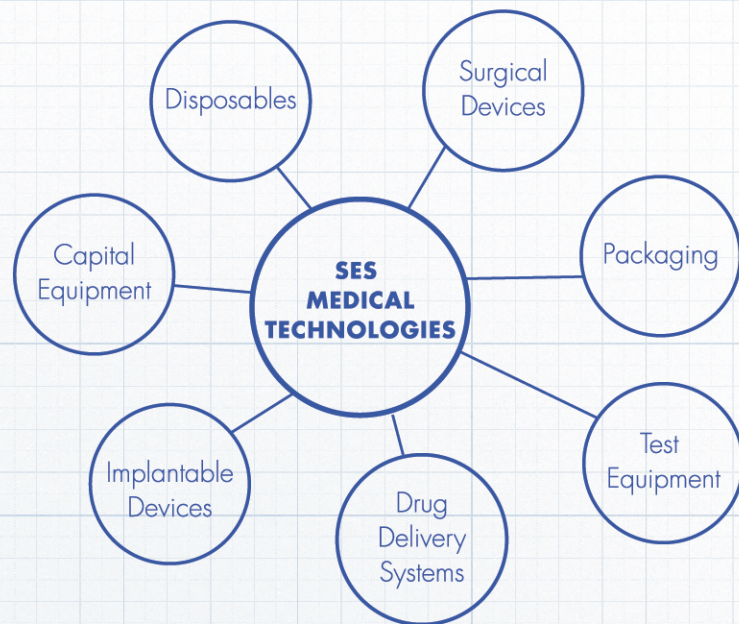 Disposables
Surgical
Devices
Capital
Equipment
SES
MEDICAL
TECHNOLOGIES
Packaging
Implantable
Devices
Drug
Delivery
Systems
Test
Equipment